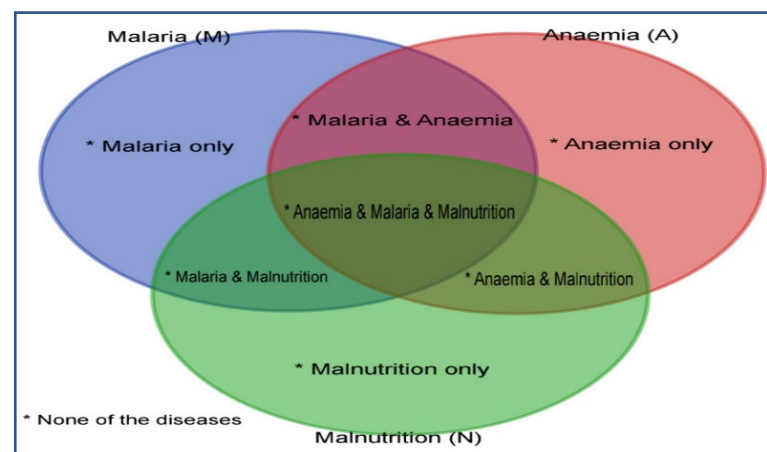 Malaria (M)
Anaemia (A)
* Malaria & Anaemia
* Malaria only
* Anaemia only
* Anaemia & Malaria & Malnutrition
* Malaria & Malnutrition
* Anaemia & Malnutrition
* Malnutrition only
* None of the diseases
Malnutrition (N)